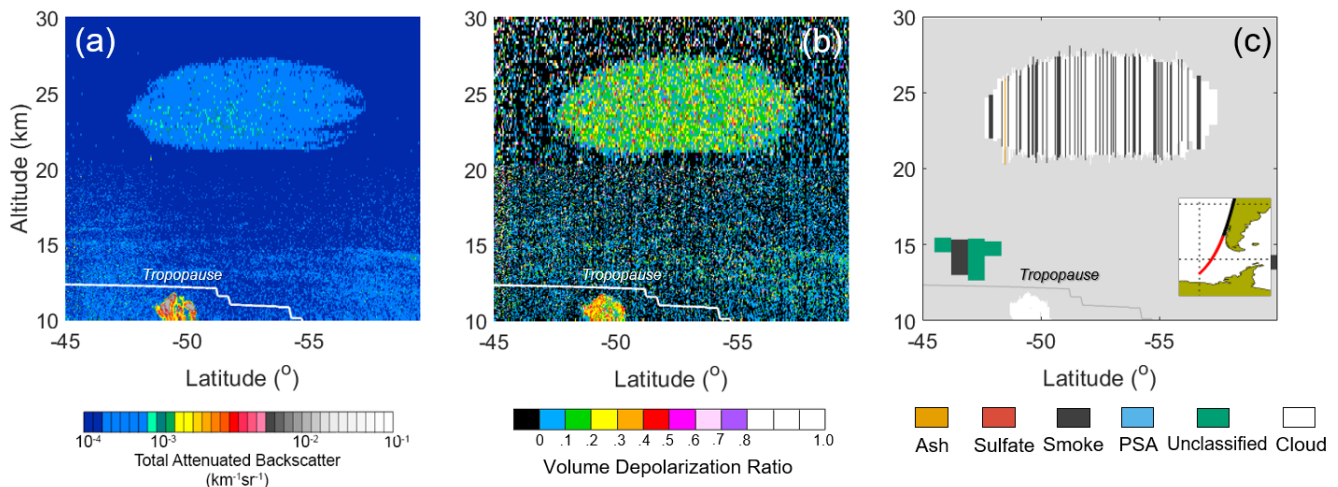 (a)
(b)
(c)
30
25
20
15
10
Altitude (km)
Tropopause
-45
-50
-55
Latitude (°)
30
25
20
15
10
Tropopause
-45
-50
-55
Latitude (°)
30
25
20
15
10
Tropopause
-45
-50
-55
Latitude (°)
10⁻⁴
10⁻³
10⁻²
10⁻¹
Total Attenuated Backscatter
(km⁻¹sr⁻¹)
0 .1 .2 .3 .4 .5 .6 .7 .8 1.0
Volume Depolarization Ratio
Ash Sulfate Smoke PSA Unclassified Cloud